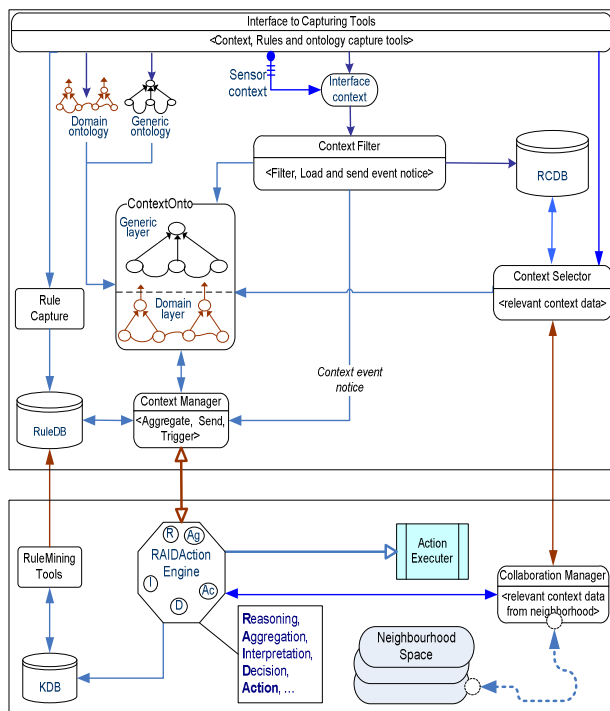 Interface to Capturing Tools
<Context, Rules and ontology capture tools>
Sensor
context
Interface
context
Domain
ontology
Generic
ontology
Context Filter
<Filter, Load and send event notice>
RCDB
ContextOnto
Generic
layer
Domain
layer
Context Selector
<relevant context data>
Rule
Capture
Context event
notice
Context Manager
<Aggregate, Send,
Trigger>
RuleDB
R
Ag
RAIDAction
Engine
I
Ac
D
Action
Executer
RuleMining
Tools
Collaboration Manager
<relevant context data
from neighborhood>
Reasoning,
Aggregation,
Interpretation,
Decision,
Action, ...
Neighbourhood
Space
KDB